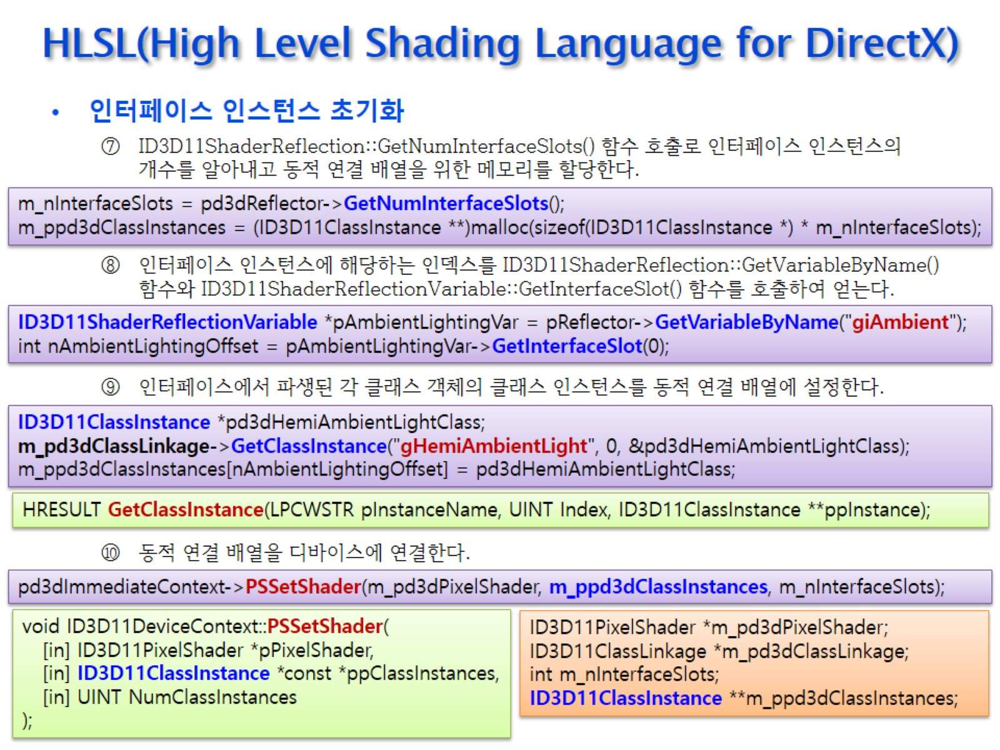 HLSL(High Level Shading Language for DirectX)
• 인터페이스 인스턴스 초기화
⑦ ID3D11ShaderReflection::GetNumInterfaceSlots() 함수 호출로 인터페이스 인스턴스의
개수를 알아내고 동적 연결 배열을 위한 메모리를 할당한다.
m_nInterfaceSlots = pd3dReflector->GetNumInterfaceSlots();
m_ppd3dClassInstances = (ID3D11ClassInstance **)malloc(sizeof(ID3D11ClassInstance *) * m_nInterfaceSlots);
⑧ 인터페이스 인스턴스에 해당하는 인덱스를 ID3D11ShaderReflection::GetVariableByName()
함수와 ID3D11ShaderReflectionVariable::GetInterfaceSlot() 함수를 호출하여 얻는다.
ID3D11ShaderReflectionVariable *pAmbientLightingVar = pReflector->GetVariableByName("giAmbient");
int nAmbientLightingOffset = pAmbientLightingVar->GetInterfaceSlot(0);
⑨ 인터페이스에서 파생된 각 클래스 객체의 클래스 인스턴스를 동적 연결 배열에 설정한다.
ID3D11ClassInstance *pd3dHemiAmbientLightClass;
m_pd3dClassLinkage->GetClassInstance("gHemiAmbientLight", 0, &pd3dHemiAmbientLightClass);
m_ppd3dClassInstances[nAmbientLightingOffset] = pd3dHemiAmbientLightClass;
HRESULT GetClassInstance(LPCWSTR pInstanceName, UINT Index, ID3D11ClassInstance **ppInstance);
⑩ 동적 연결 배열을 디바이스에 연결한다.
pd3dImmediateContext->PSSetShader(m_pd3dPixelShader, m_ppd3dClassInstances, m_nInterfaceSlots);
void ID3D11DeviceContext::PSSetShader(
[in] ID3D11PixelShader *pPixelShader,
[in] ID3D11ClassInstance *const *ppClassInstances,
[in] UINT NumClassInstances
);
ID3D11PixelShader *m_pd3dPixelShader;
ID3D11ClassLinkage *m_pd3dClassLinkage;
int m_nInterfaceSlots;
ID3D11ClassInstance **m_ppd3dClassInstances;